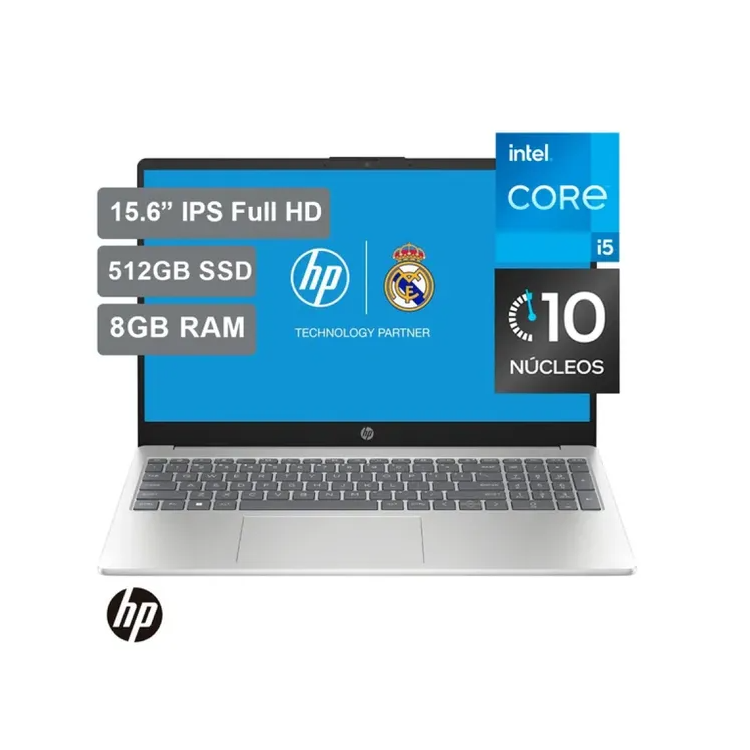 intel
CORE
i5
15.6” IPS Full HD
512GB SSD
8GB RAM
hp
TECHNOLOGY PARTNER
10
NÚCLEOS
hp
hp